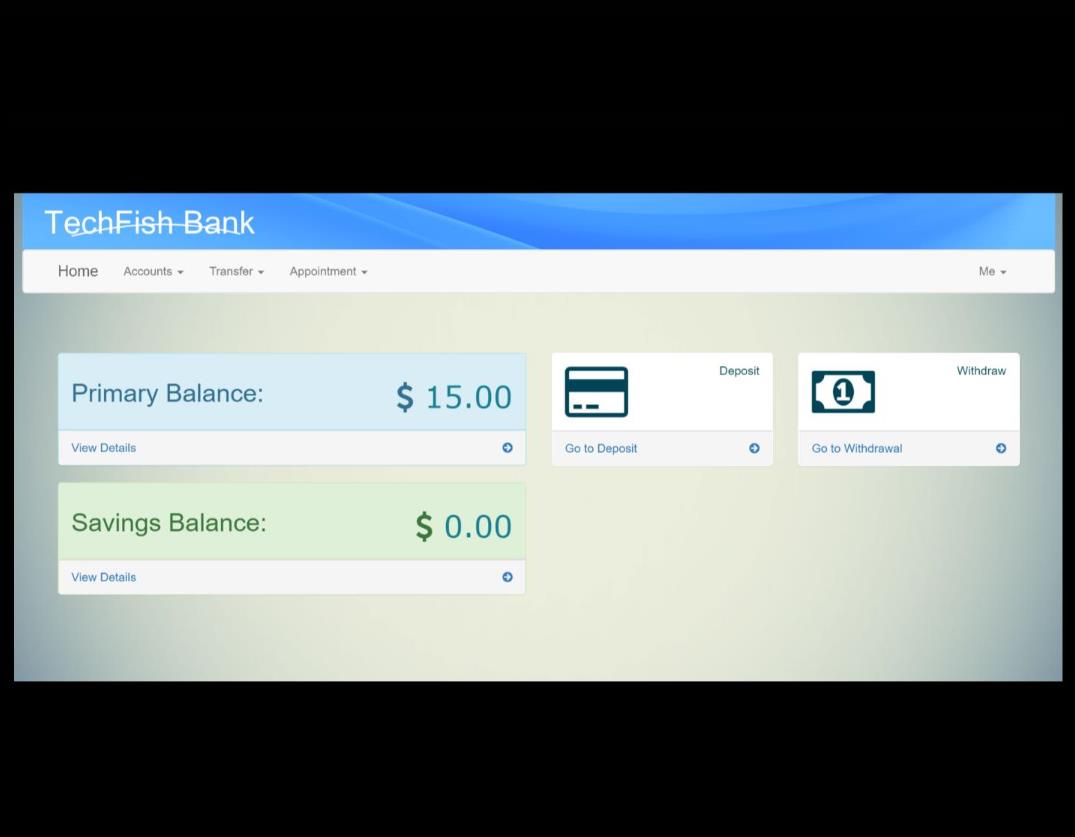 TechFish Bank
Home Accounts Transfer Appointment Me
Primary Balance: $ 15.00
View Details
Deposit
Go to Deposit
Withdraw
1
Go to Withdrawal
Savings Balance: $ 0.00
View Details